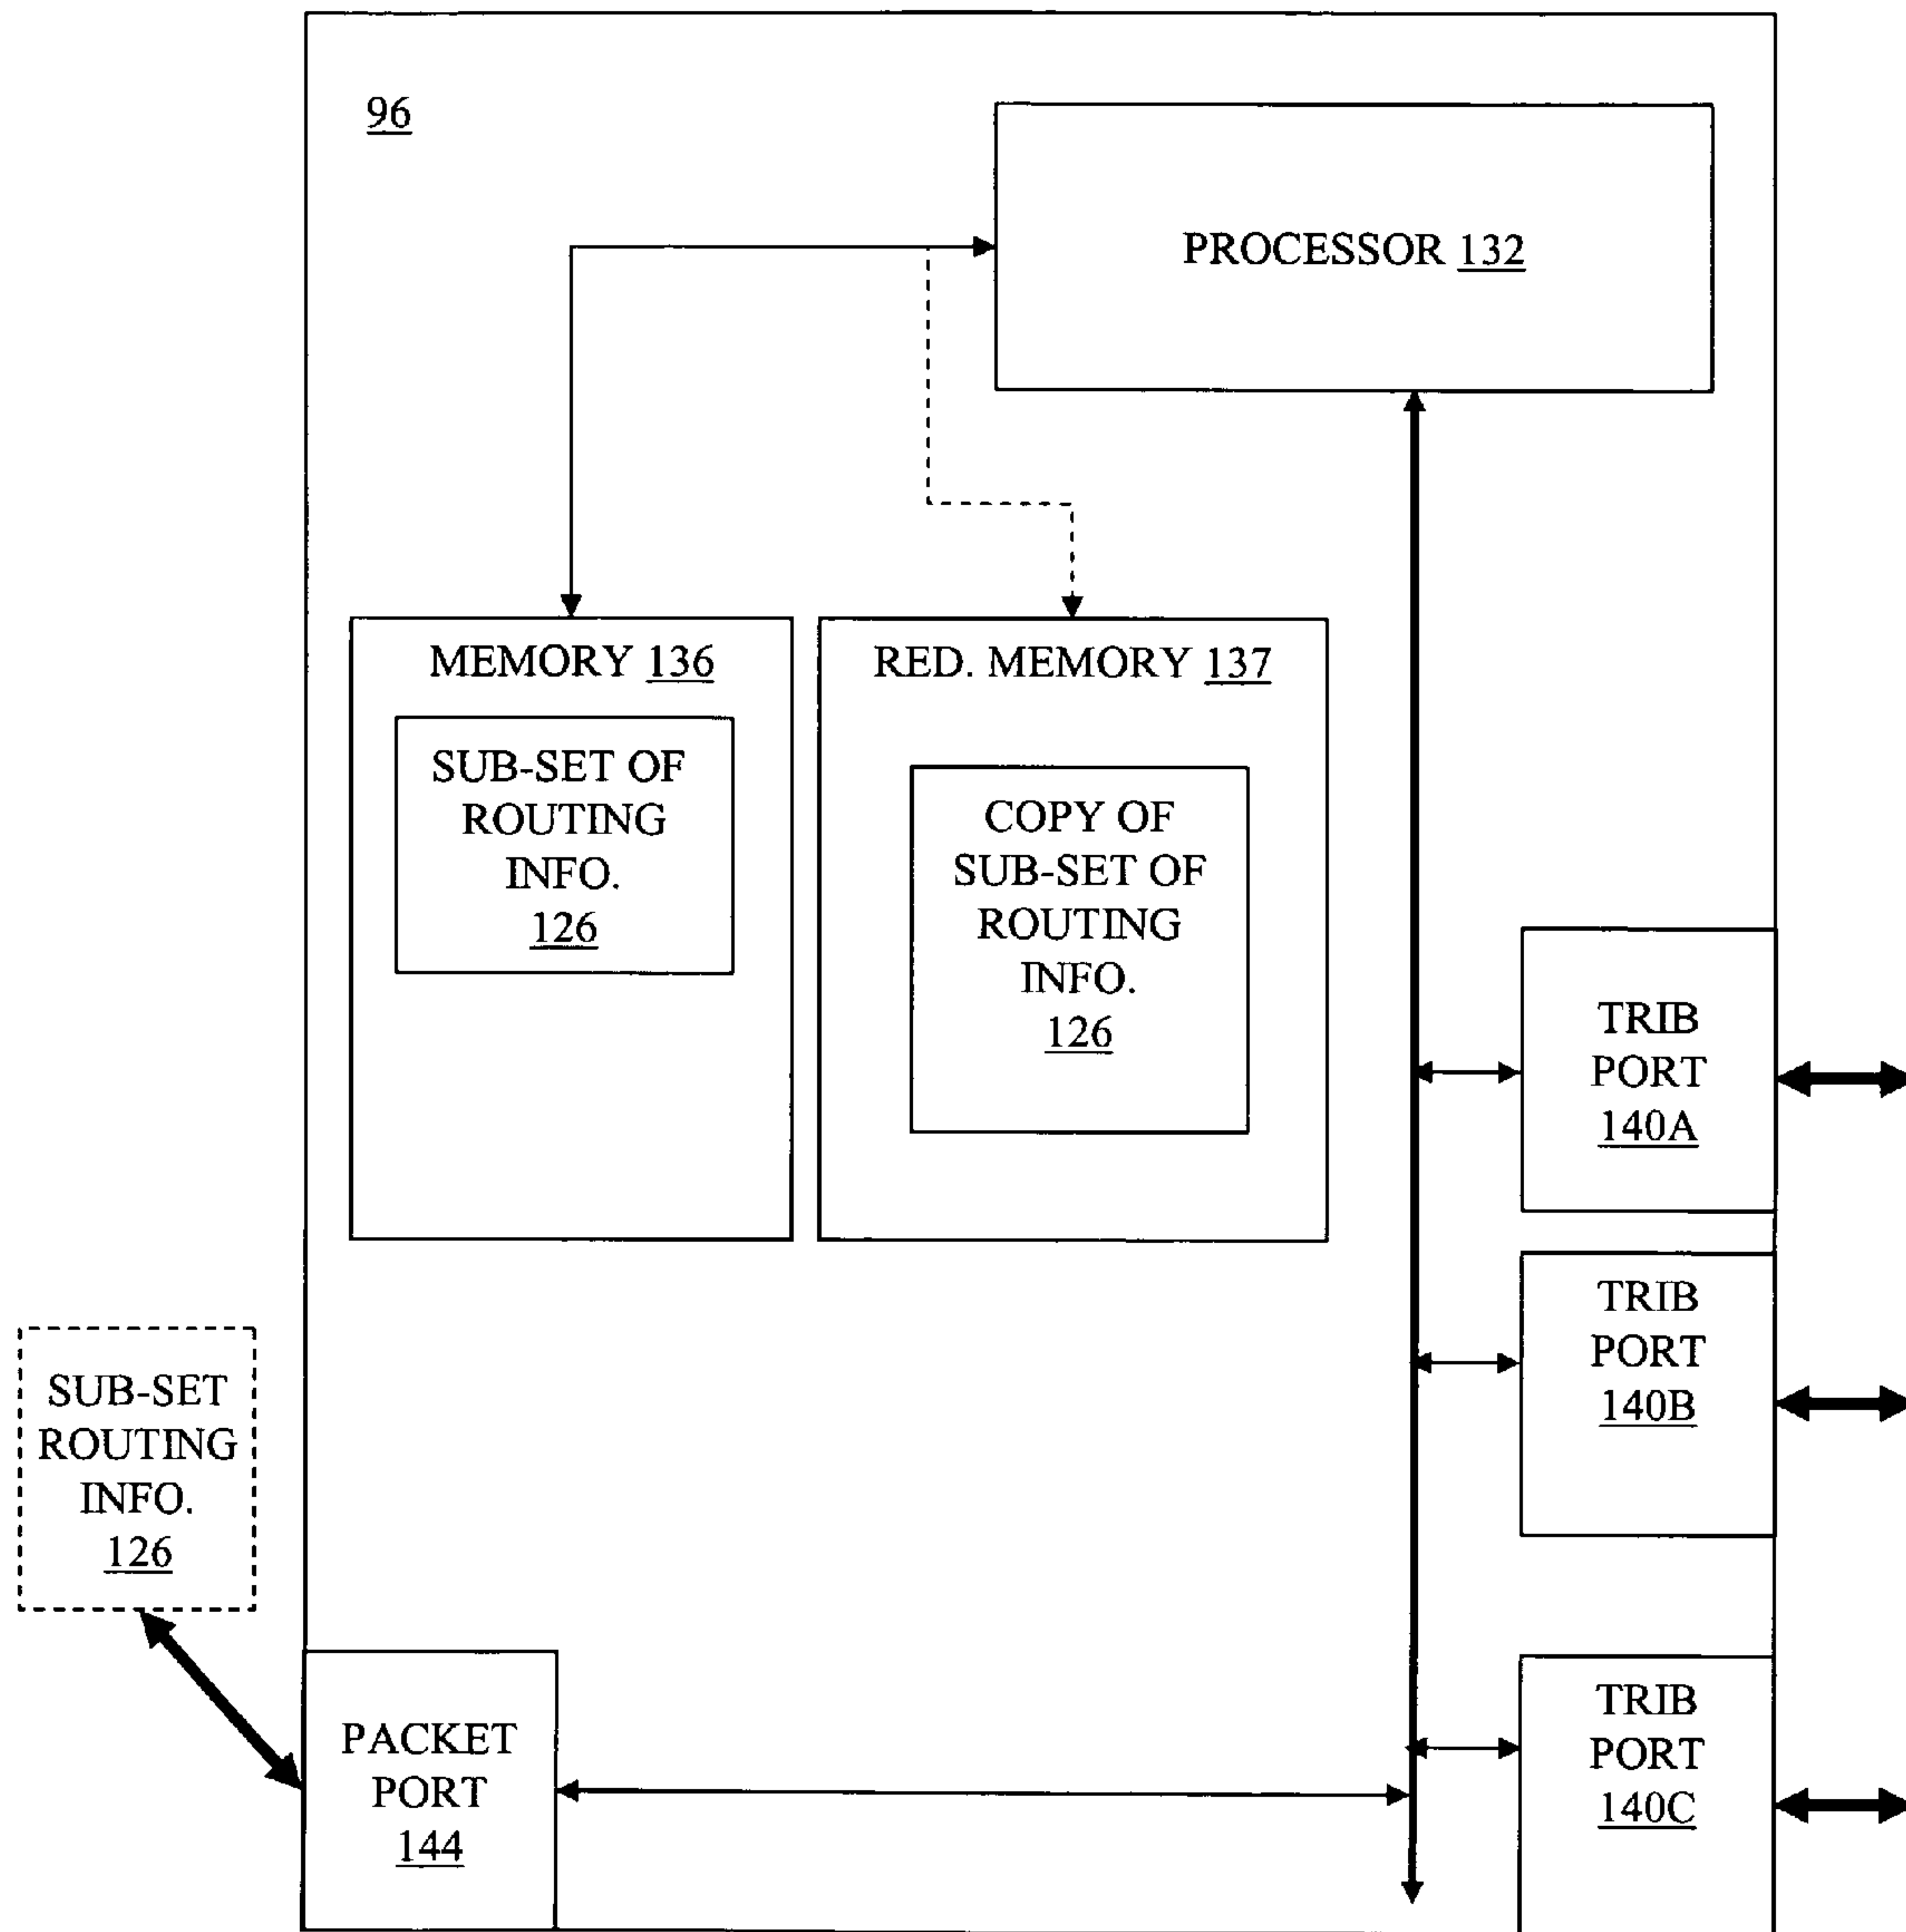 96
PROCESSOR 132
MEMORY 136
SUB-SET OF
ROUTING
INFO.
126
RED. MEMORY 137
COPY OF
SUB-SET OF
ROUTING
INFO.
126
TRIB
PORT
140A
TRIB
PORT
140B
SUB-SET
ROUTING
INFO.
126
PACKET
PORT
144
TRIB
PORT
140C